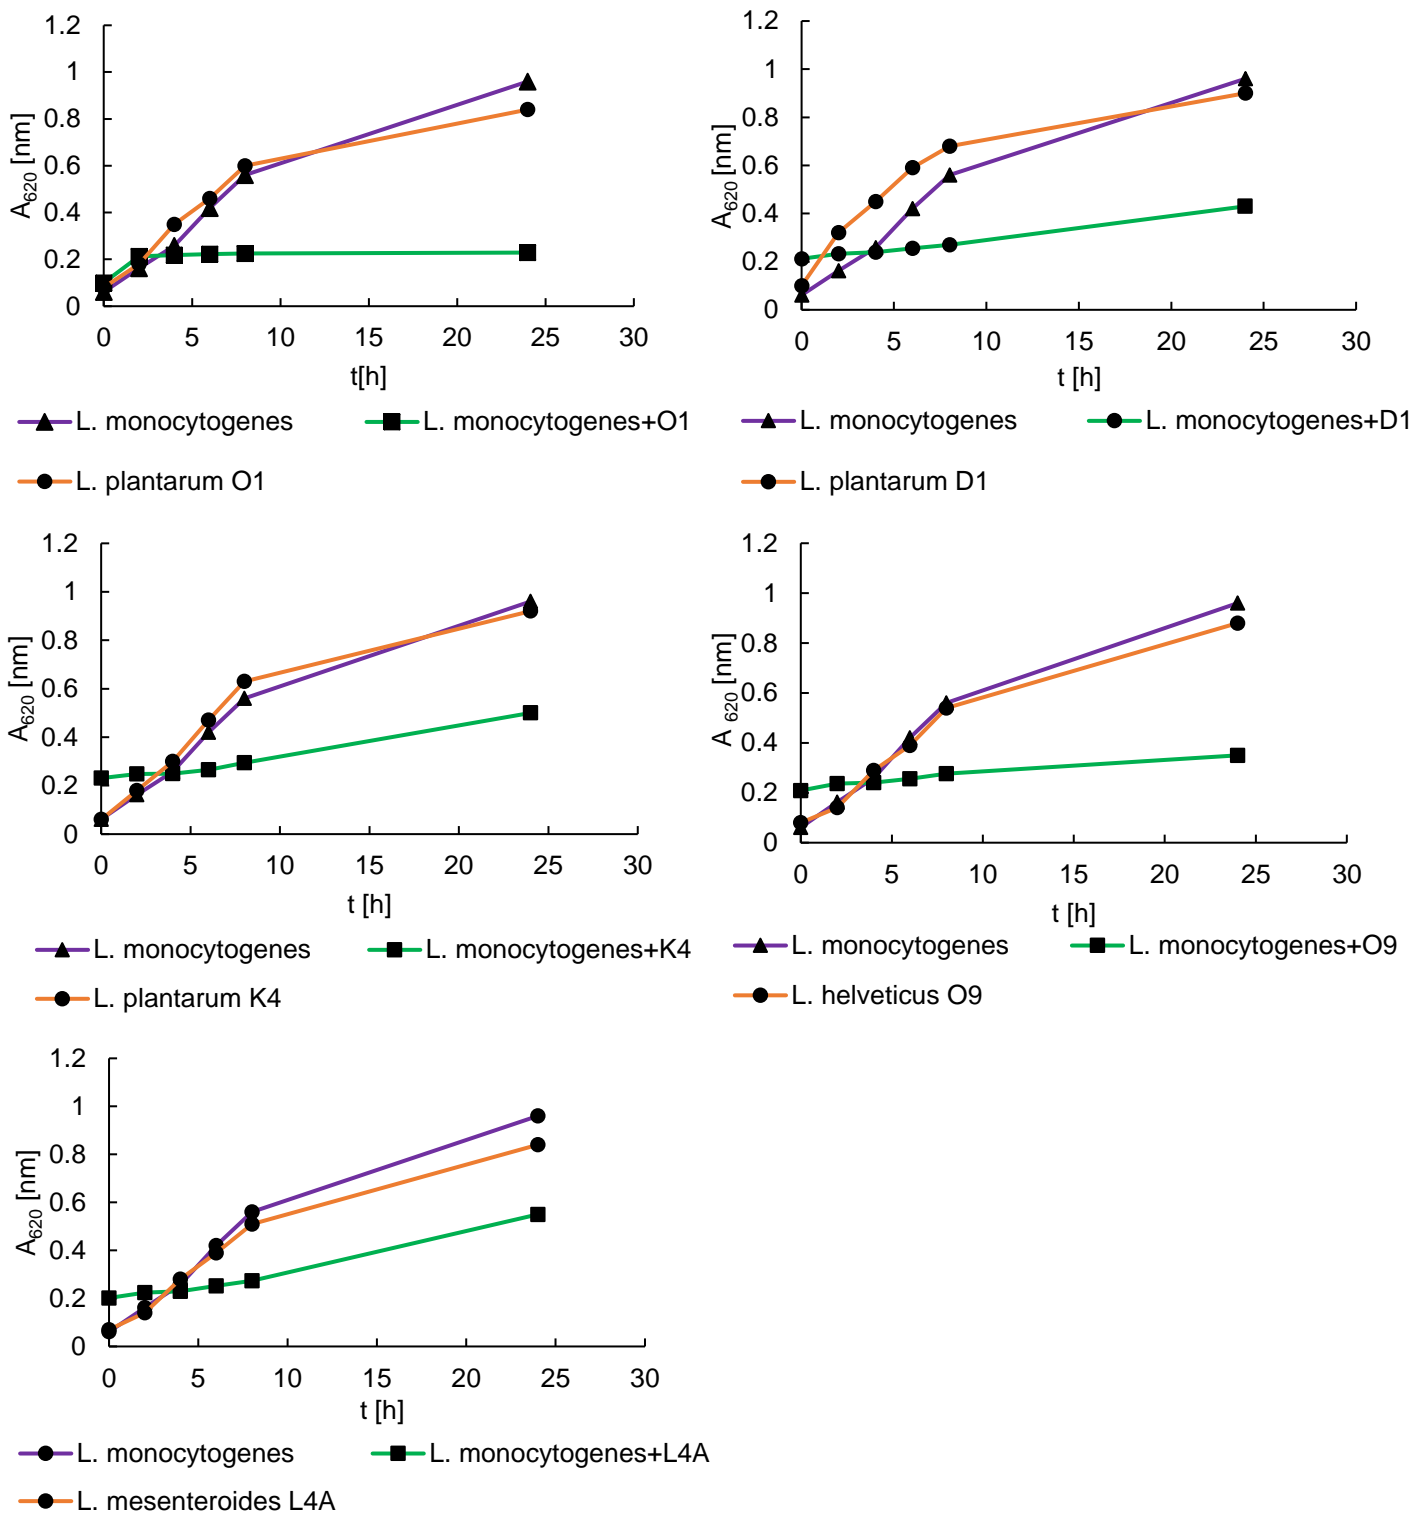 1.2
1
0.8
0.6
0.4
0.2
0
A620 [nm]
0 5 10 15 20 25 30
t[h]
L. monocytogenes L. monocytogenes+O1
L. plantarum O1
1.2
1
0.8
0.6
0.4
0.2
0
A620 [nm]
0 5 10 15 20 25 30
t [h]
L. monocytogenes L. monocytogenes+D1
L. plantarum D1
1.2
1
0.8
0.6
0.4
0.2
0
A620 [nm]
0 5 10 15 20 25 30
t [h]
L. monocytogenes L. monocytogenes+K4
L. plantarum K4
1.2
1
0.8
0.6
0.4
0.2
0
A 620 [nm]
0 5 10 15 20 25 30
t [h]
L. monocytogenes L. monocytogenes+O9
L. helveticus O9
1.2
1
0.8
0.6
0.4
0.2
0
A620 [nm]
0 5 10 15 20 25 30
t [h]
L. monocytogenes L. monocytogenes+L4A
L. mesenteroides L4A